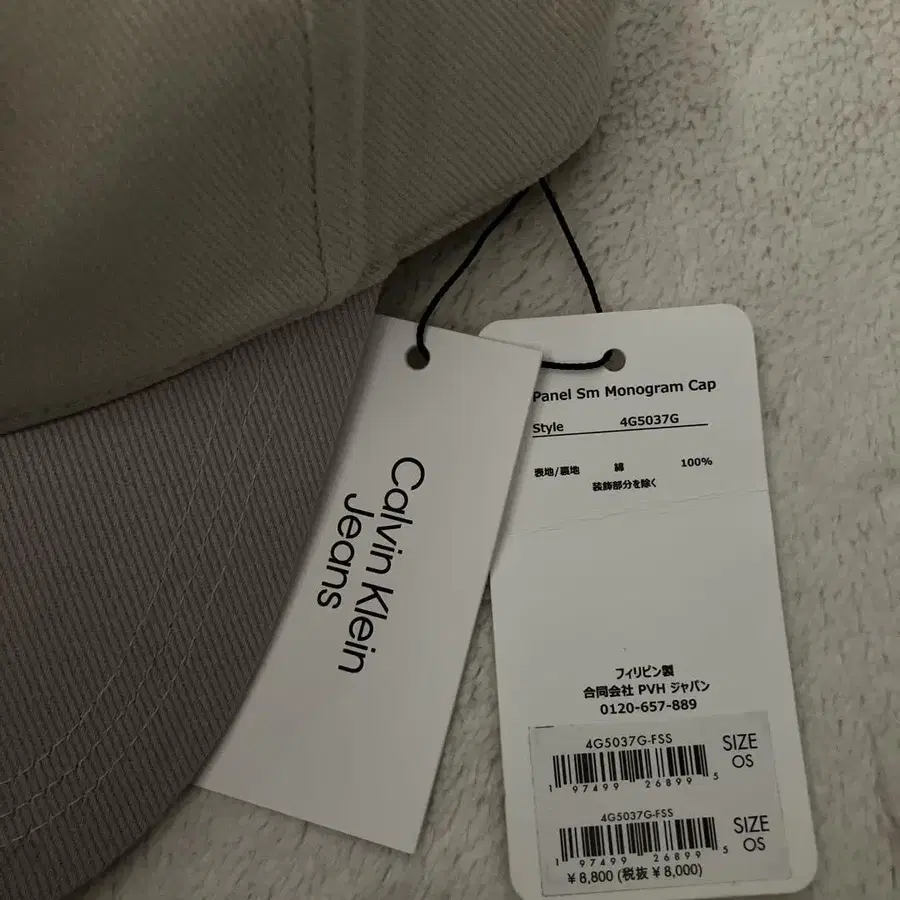 Calvin Klein
Jeans
Panel Sm Monogram Cap
Style 4G5037G
表地/裏地 綿 100%
装飾部分を除く
フィリピン製
合同会社 PVH ジャパン
0120-657-889
4G5037G-FSS
SIZE
OS
1 97499 26899 5
4G5037G-FSS
SIZE
OS
1 97499 26899 5
¥8,800 (税抜 ¥8,000)